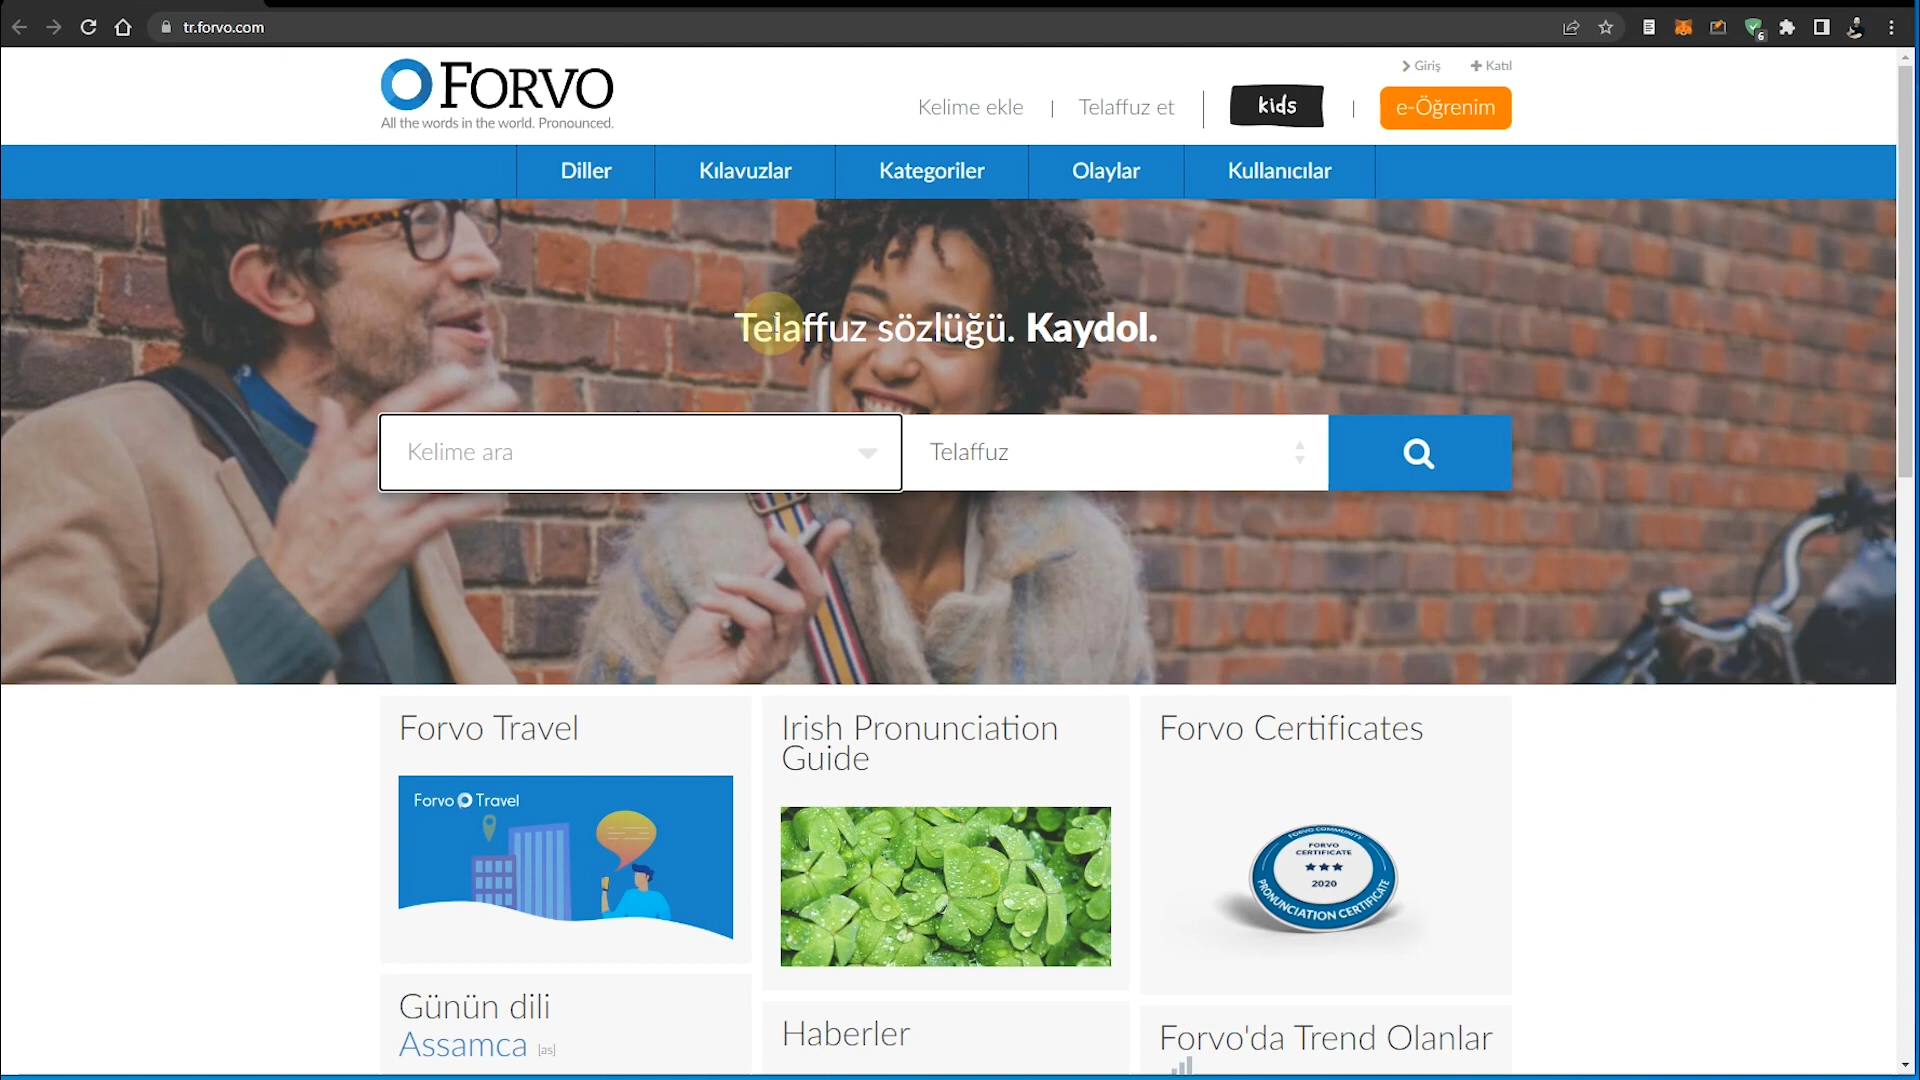 tr.forvo.com
6
Giriş
Katıl
FORVO
All the words in the world. Pronounced.
Kelime ekle | Telaffuz et
kids
e-Öğrenim
Diller
Kılavuzlar
Kategoriler
Olaylar
Kullanıcılar
Telaffuz sözlüğü. Kaydol.
Kelime ara
Telaffuz
Forvo Travel
Forvo Travel
Irish Pronunciation
Guide
Forvo Certificates
FORVO COMMUNITY
FORVO
CERTIFICATE
2020
PRONUNCIATION CERTIFICATE
Günün dili
Assamca [as]
Haberler
Forvo'da Trend Olanlar